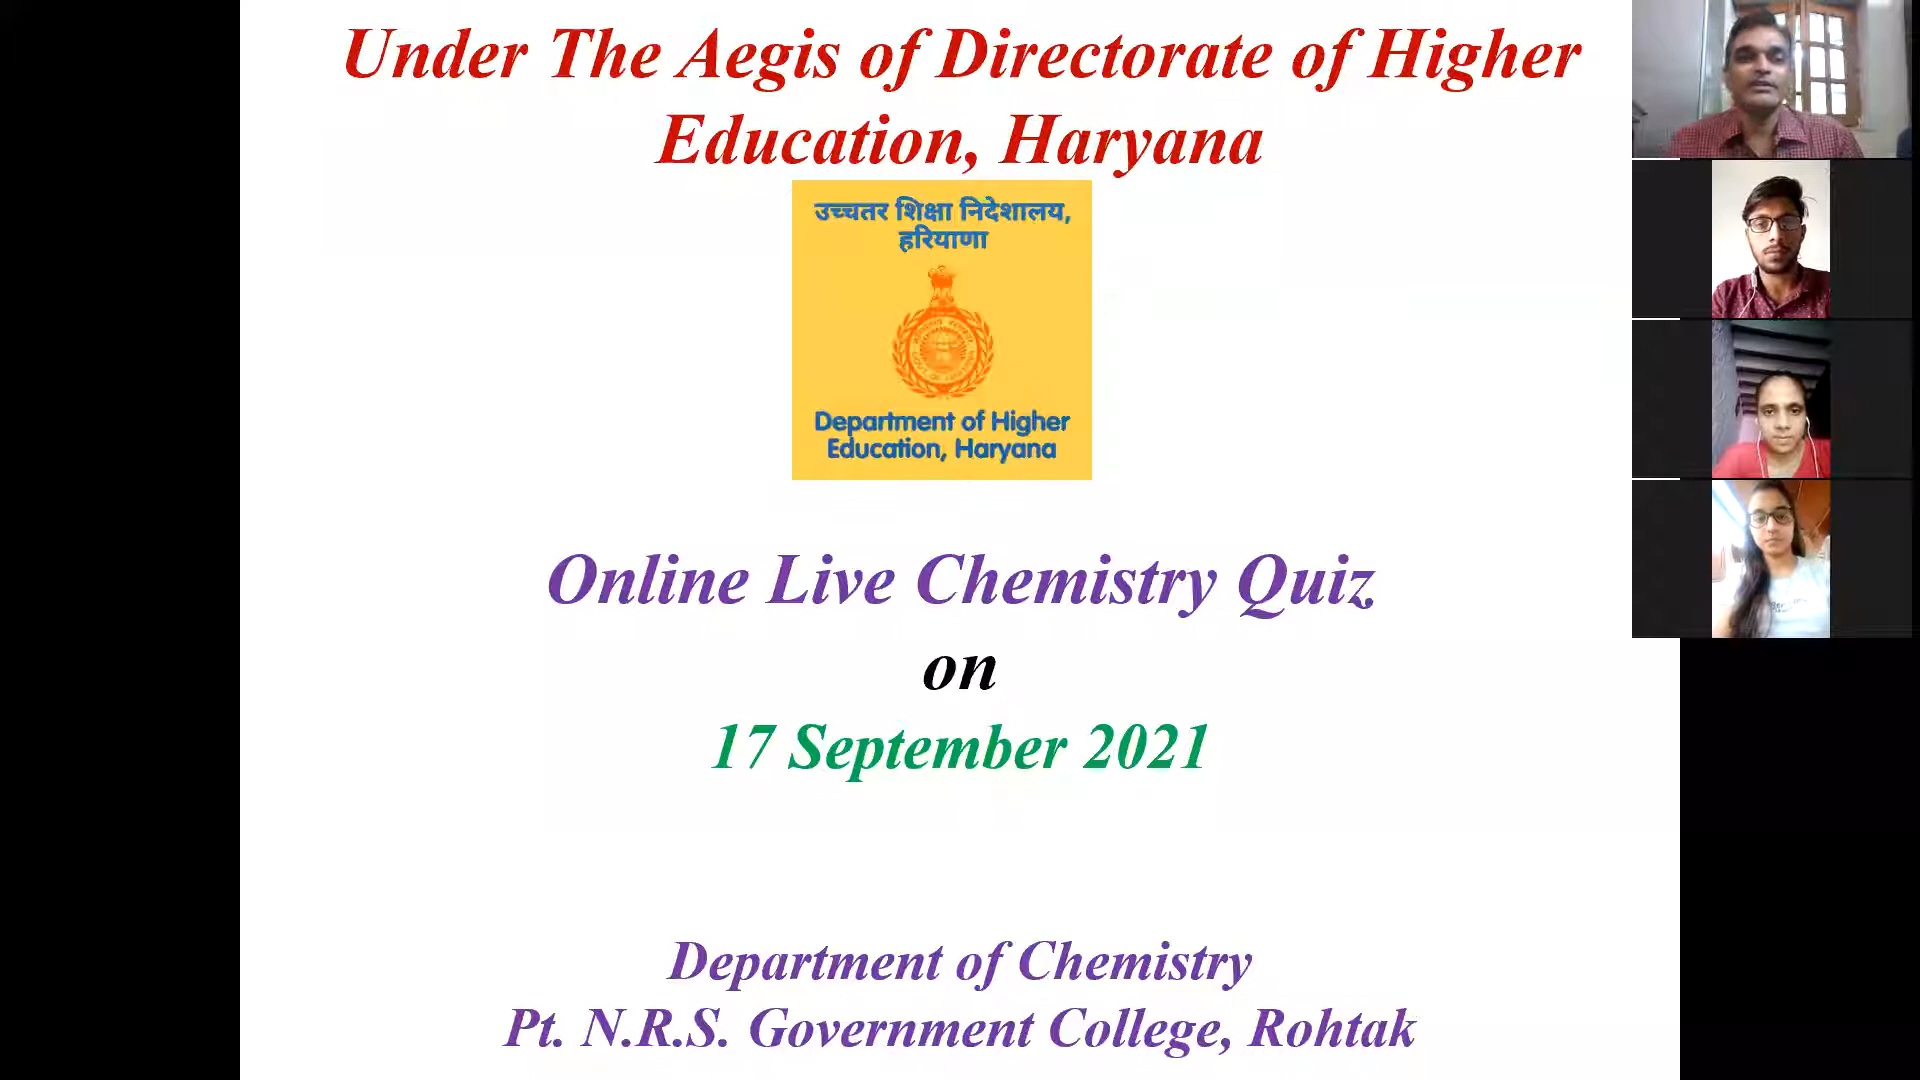 Under The Aegis of Directorate of Higher
Education, Haryana
उच्चतर शिक्षा निदेशालय,
हरियाणा
Department of Higher
Education, Haryana
Online Live Chemistry Quiz
on
17 September 2021
Department of Chemistry
Pt. N.R.S. Government College, Rohtak